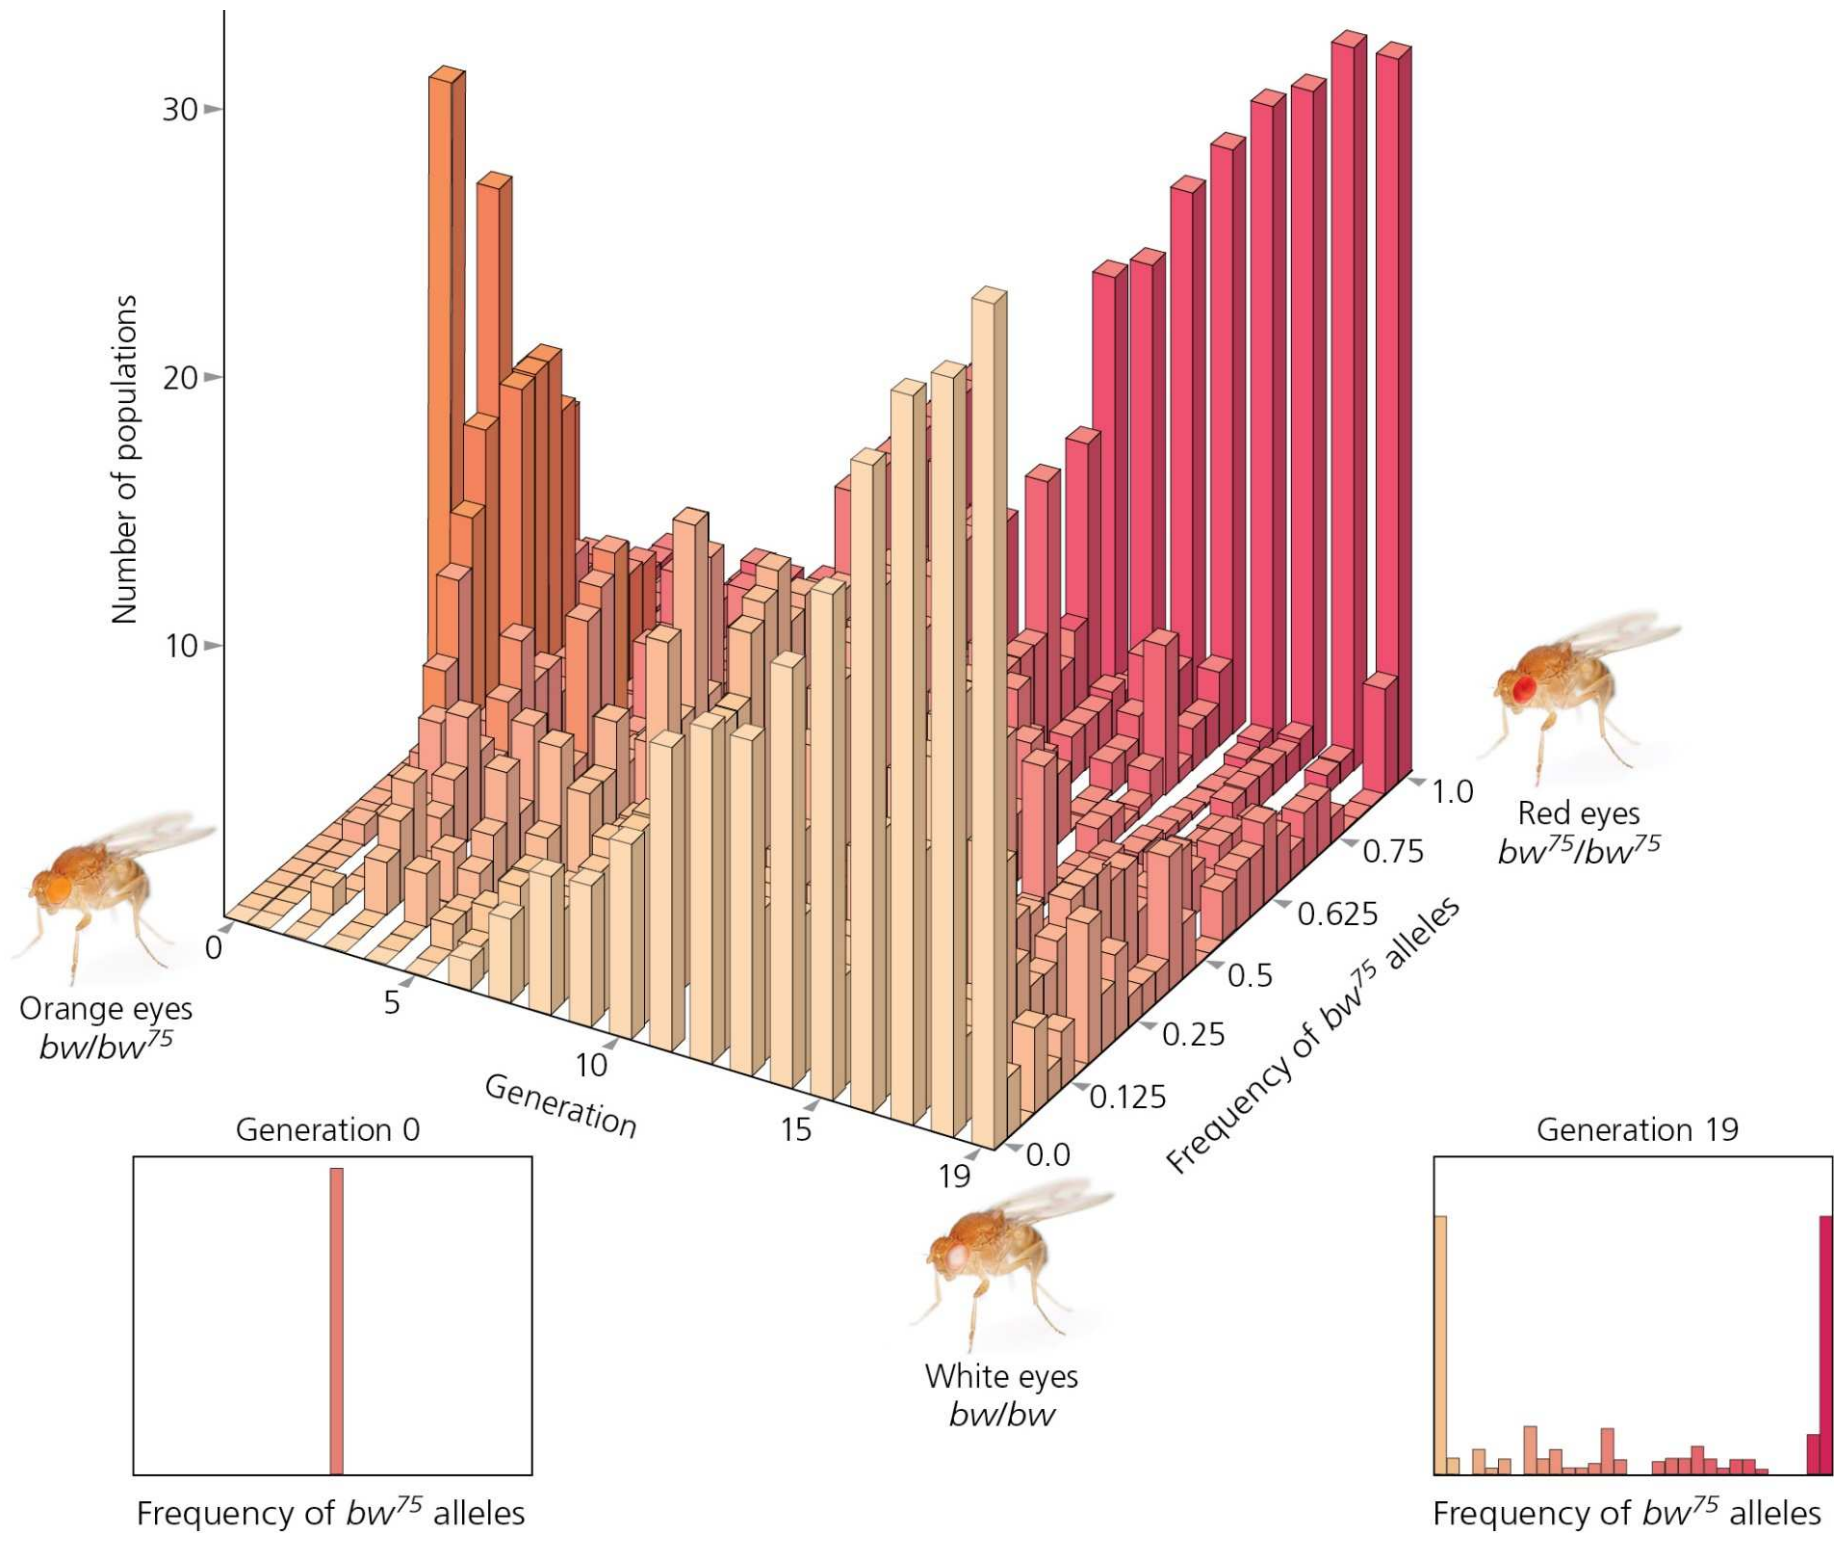 30
20
10
Number of populations
0
5
10
15
19
Generation
0.0
0.125
0.25
0.5
0.625
0.75
1.0
Frequency of bw⁷⁵ alleles
Orange eyes
bw/bw⁷⁵
Red eyes
bw⁷⁵/bw⁷⁵
White eyes
bw/bw
Generation 0
Frequency of bw⁷⁵ alleles
Generation 19
Frequency of bw⁷⁵ alleles